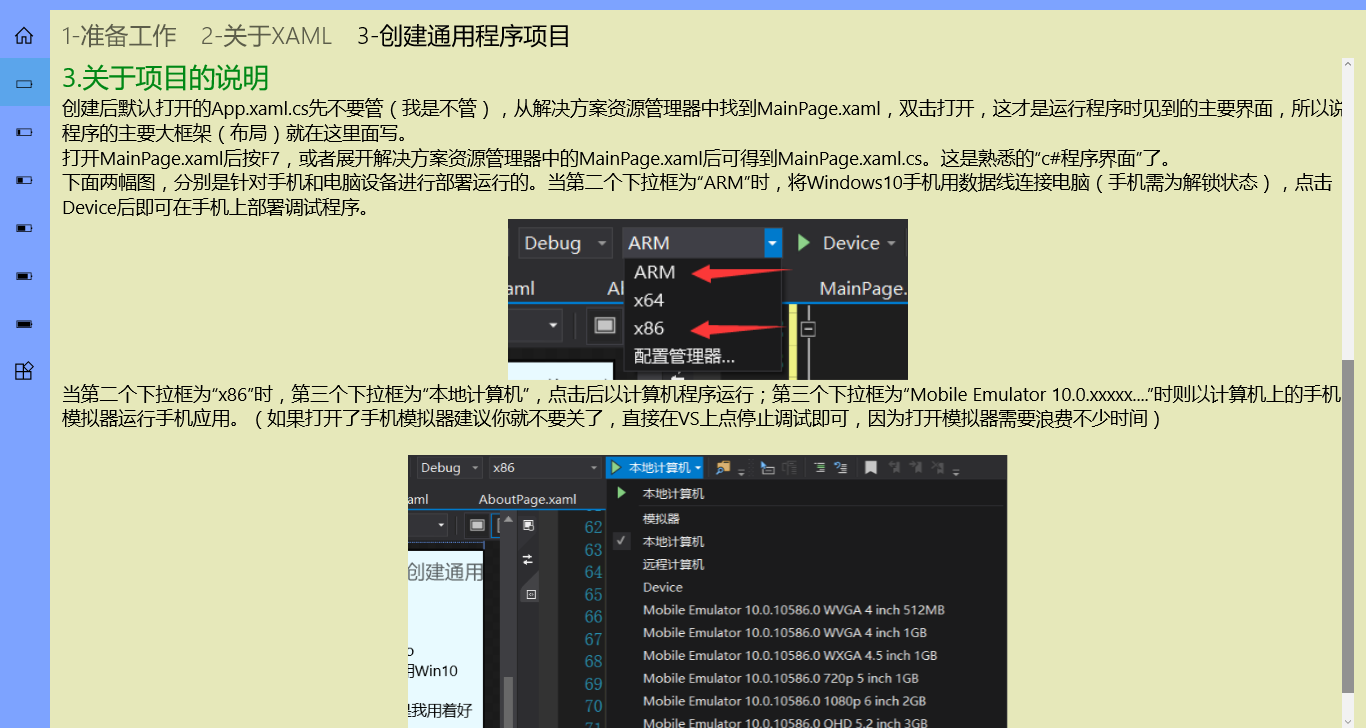 1-准备工作 2-关于XAML 3-创建通用程序项目
3.关于项目的说明
创建后默认打开的App.xaml.cs先不要管（我是不管），从解决方案资源管理器中找到MainPage.xaml，双击打开，这才是运行程序时见到的主要界面，所以说
程序的主要大框架（布局）就在这里面写。
打开MainPage.xaml后按F7，或者展开解决方案资源管理器中的MainPage.xaml后可得到MainPage.xaml.cs。这是熟悉的“c#程序界面”了。
下面两幅图，分别是针对手机和电脑设备进行部署运行的。当第二个下拉框为“ARM”时，将Windows10手机用数据线连接电脑（手机需为解锁状态），点击
Device后即可在手机上部署调试程序。
Debug ARM Device
ARM
aml Al MainPage.
x64
x86
配置管理器...
当第二个下拉框为“x86”时，第三个下拉框为“本地计算机”，点击后以计算机程序运行；第三个下拉框为“Mobile Emulator 10.0.xxxxx....”时则以计算机上的手机
模拟器运行手机应用。（如果打开了手机模拟器建议你就不要关了，直接在VS上点停止调试即可，因为打开模拟器需要浪费不少时间）
Debug x86 本地计算机
aml AboutPage.xaml 本地计算机
62 模拟器
63 本地计算机
创建通用 64 远程计算机
65 Device
66 Mobile Emulator 10.0.10586.0 WVGA 4 inch 512MB
67 Mobile Emulator 10.0.10586.0 WVGA 4 inch 1GB
o 68 Mobile Emulator 10.0.10586.0 WXGA 4.5 inch 1GB
用Win10 69 Mobile Emulator 10.0.10586.0 720p 5 inch 1GB
是我用着好 70 Mobile Emulator 10.0.10586.0 1080p 6 inch 2GB
71 Mobile Emulator 10.0.10586.0 QHD 5.2 inch 3GB